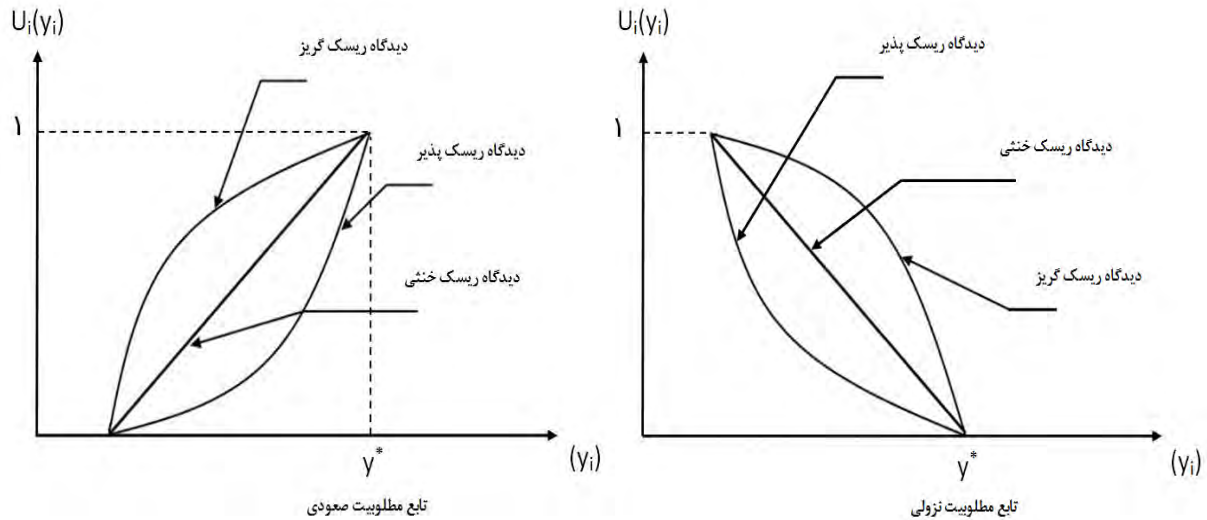 Uᵢ(yᵢ)
دیدگاه ریسک گریز
۱
دیدگاه ریسک پذیر
دیدگاه ریسک خنثی
y*
(yᵢ)
تابع مطلوبیت صعودی
Uᵢ(yᵢ)
دیدگاه ریسک پذیر
۱
دیدگاه ریسک خنثی
دیدگاه ریسک گریز
y*
(yᵢ)
تابع مطلوبیت نزولی